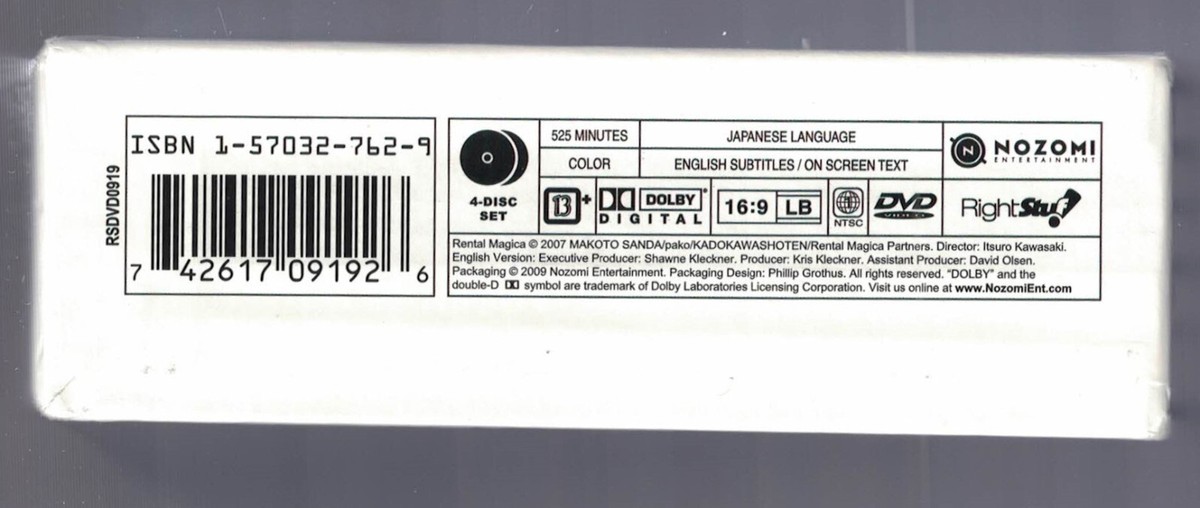 RSDVD0919
ISBN 1-57032-762-9
7 42617 09192 6
4-DISC
SET
525 MINUTES
JAPANESE LANGUAGE
COLOR
ENGLISH SUBTITLES / ON SCREEN TEXT
13+
DOLBY
DIGITAL
16:9 LB
1
NTSC
DVD
VIDEO
N NOZOMI
ENTERTAINMENT
RightStuf
Rental Magica © 2007 MAKOTO SANDA/pako/KADOKAWASHOTEN/Rental Magica Partners. Director: Itsuro Kawasaki.
English Version: Executive Producer: Shawne Kleckner. Producer: Kris Kleckner. Assistant Producer: David Olsen.
Packaging © 2009 Nozomi Entertainment. Packaging Design: Phillip Grothus. All rights reserved. "DOLBY" and the
double-D symbol are trademark of Dolby Laboratories Licensing Corporation. Visit us online at www.NozomiEnt.com